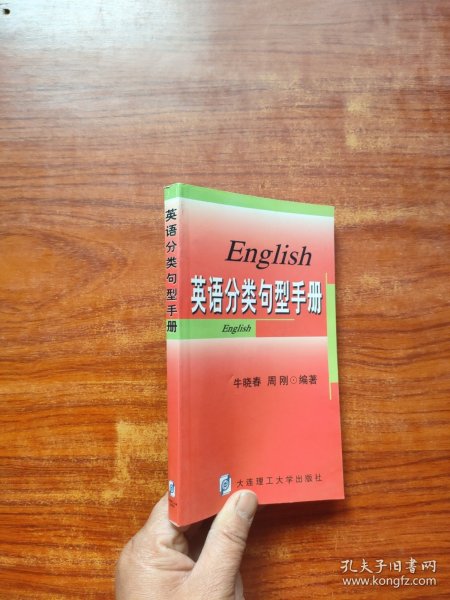 英语分类句型手册
English
英语分类句型手册
English
牛晓春 周刚⊙编著
大连理工大学出版社
孔夫子旧书网
www.kongfz.com